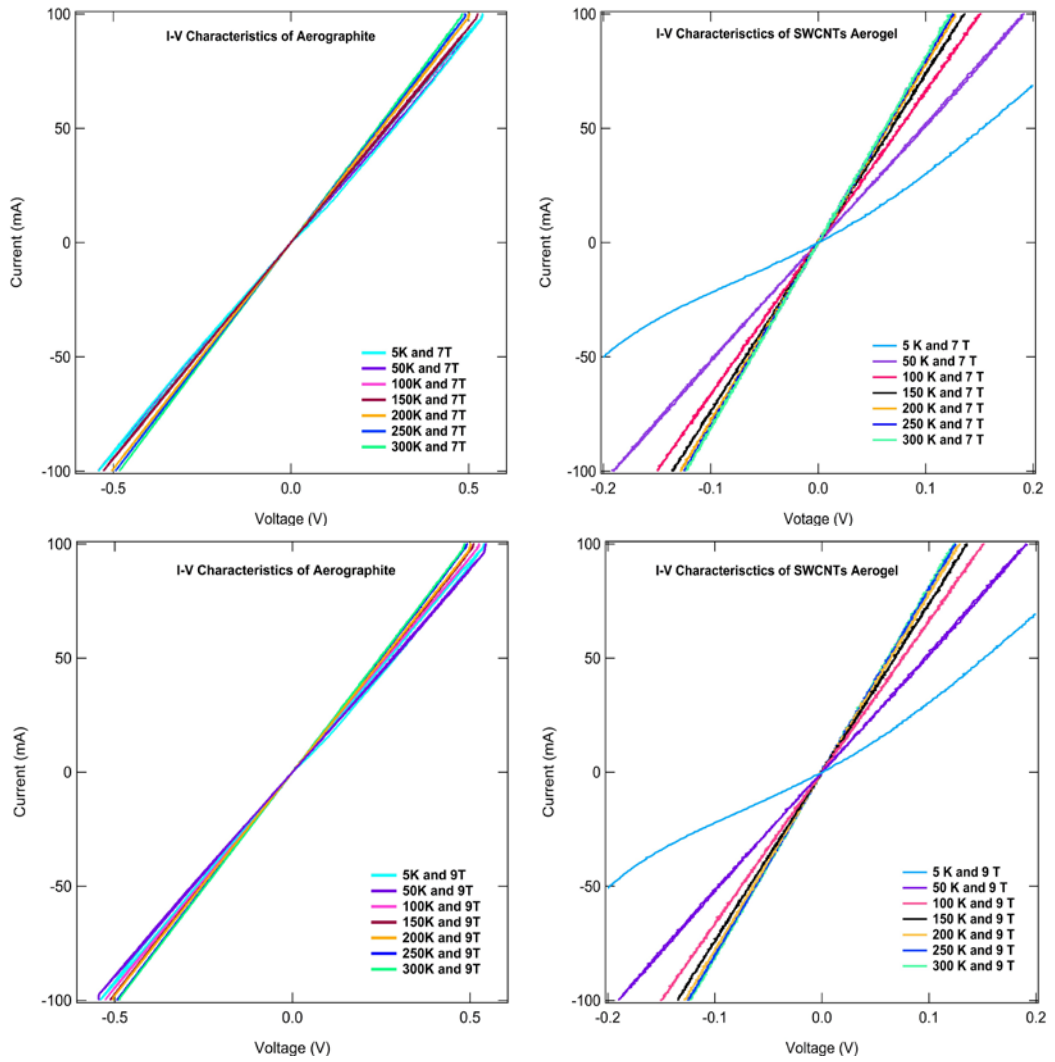 I-V Characteristics of Aerographite
100
50
0
-50
-100
Current (mA)
5K and 7T
50K and 7T
100K and 7T
150K and 7T
200K and 7T
250K and 7T
300K and 7T
-0.5 0.0 0.5
Voltage (V)
I-V Characterisctics of SWCNTs Aerogel
100
50
0
-50
-100
Current (mA)
5 K and 7 T
50 K and 7 T
100 K and 7 T
150 K and 7 T
200 K and 7 T
250 K and 7 T
300 K and 7 T
-0.2 -0.1 0.0 0.1 0.2
Votage (V)
I-V Characteristics of Aerographite
100
50
0
-50
-100
Current (mA)
5K and 9T
50K and 9T
100K and 9T
150K and 9T
200K and 9T
250K and 9T
300K and 9T
-0.5 0.0 0.5
Voltage (V)
I-V Characterisctics of SWCNTs Aerogel
100
50
0
-50
-100
Current (mA)
5 K and 9 T
50 K and 9 T
100 K and 9 T
150 K and 9 T
200 K and 9 T
250 K and 9 T
300 K and 9 T
-0.2 -0.1 0.0 0.1 0.2
Voltage (V)